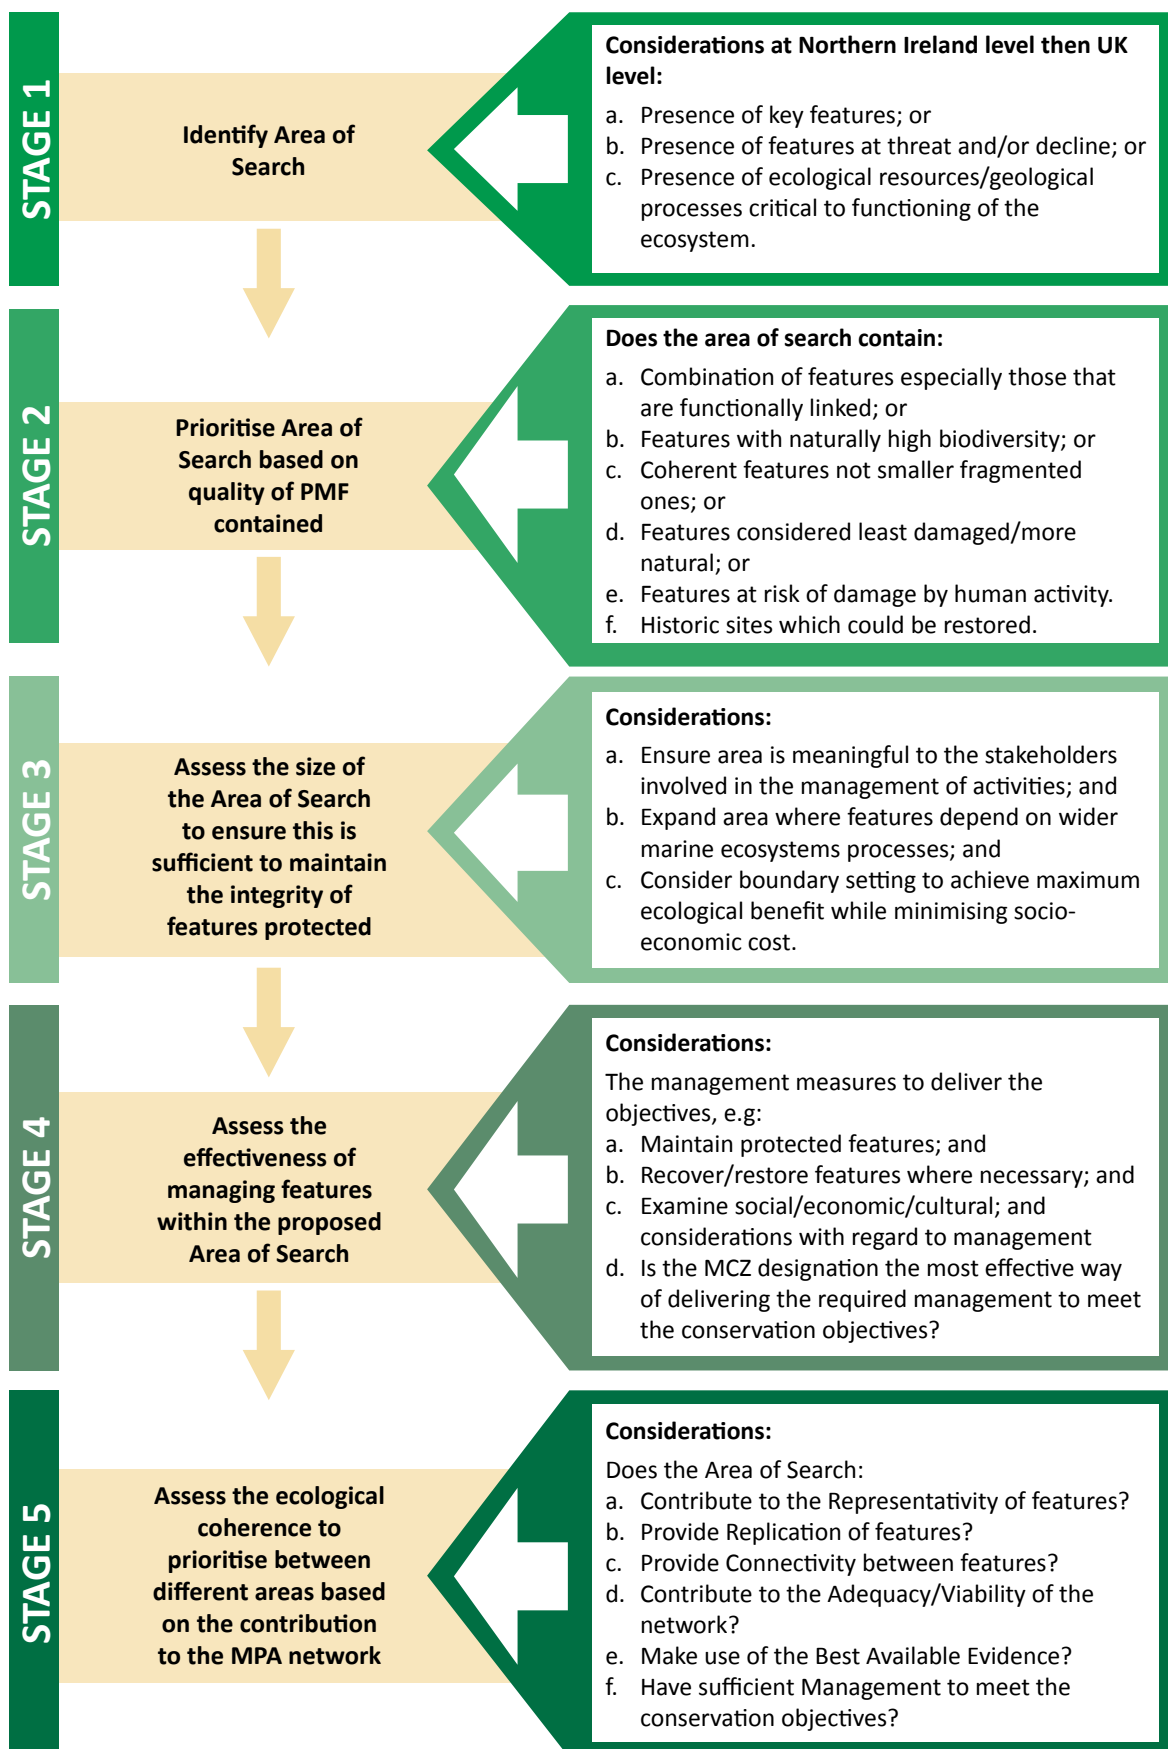 STAGE 1
Identify Area of
Search
Considerations at Northern Ireland level then UK
level:
a. Presence of key features; or
b. Presence of features at threat and/or decline; or
c. Presence of ecological resources/geological
processes critical to functioning of the
ecosystem.
STAGE 2
Prioritise Area of
Search based on
quality of PMF
contained
Does the area of search contain:
a. Combination of features especially those that
are functionally linked; or
b. Features with naturally high biodiversity; or
c. Coherent features not smaller fragmented
ones; or
d. Features considered least damaged/more
natural; or
e. Features at risk of damage by human activity.
f. Historic sites which could be restored.
STAGE 3
Assess the size of
the Area of Search
to ensure this is
sufficient to maintain
the integrity of
features protected
Considerations:
a. Ensure area is meaningful to the stakeholders
involved in the management of activities; and
b. Expand area where features depend on wider
marine ecosystems processes; and
c. Consider boundary setting to achieve maximum
ecological benefit while minimising socio-
economic cost.
STAGE 4
Assess the
effectiveness of
managing features
within the proposed
Area of Search
Considerations:
The management measures to deliver the
objectives, e.g:
a. Maintain protected features; and
b. Recover/restore features where necessary; and
c. Examine social/economic/cultural; and
considerations with regard to management
d. Is the MCZ designation the most effective way
of delivering the required management to meet
the conservation objectives?
STAGE 5
Assess the ecological
coherence to
prioritise between
different areas based
on the contribution
to the MPA network
Considerations:
Does the Area of Search:
a. Contribute to the Representativity of features?
b. Provide Replication of features?
c. Provide Connectivity between features?
d. Contribute to the Adequacy/Viability of the
network?
e. Make use of the Best Available Evidence?
f. Have sufficient Management to meet the
conservation objectives?